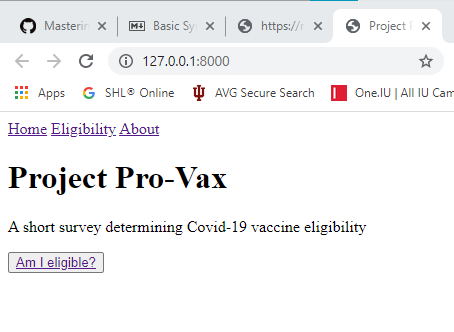 Masterin
Basic Sy
https://r
Project P
127.0.0.1:8000
Apps
SHL® Online
AVG Secure Search
One.IU | All IU Cam
Home Eligibility About
Project Pro-Vax
A short survey determining Covid-19 vaccine eligibility
Am I eligible?